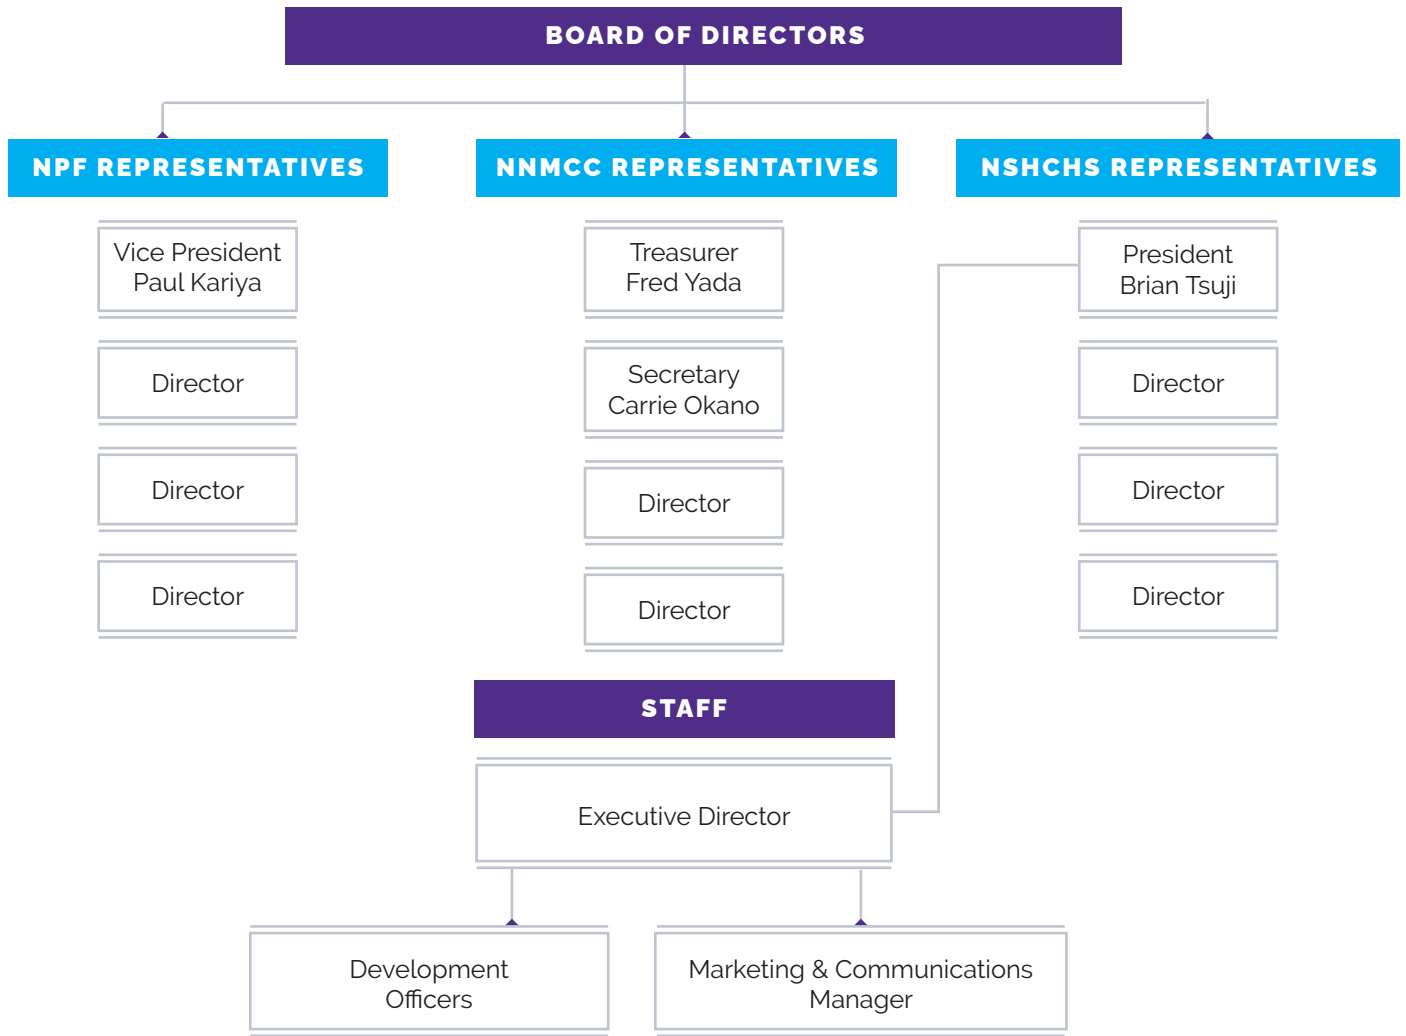 BOARD OF DIRECTORS
NPF REPRESENTATIVES
Vice President
Paul Kariya
Director
Director
Director
NNMCC REPRESENTATIVES
Treasurer
Fred Yada
Secretary
Carrie Okano
Director
Director
NSHCHS REPRESENTATIVES
President
Brian Tsuji
Director
Director
Director
STAFF
Executive Director
Development
Officers
Marketing & Communications
Manager